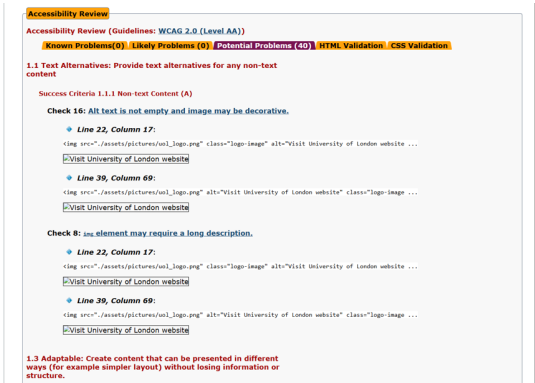 Accessibility Review
Accessibility Review (Guidelines: WCAG 2.0 (Level AA))
Known Problems(0) Likely Problems (0) Potential Problems (40) HTML Validation CSS Validation
1.1 Text Alternatives: Provide text alternatives for any non-text
content
Success Criteria 1.1.1 Non-text Content (A)
Check 16: Alt text is not empty and image may be decorative.
Line 22, Column 17:
<img src="./assets/pictures/uol_logo.png" class="logo-image" alt="Visit University of London website ...
Visit University of London website
Line 39, Column 69:
<img src="./assets/pictures/uol_logo.png" alt="Visit University of London website" class="logo-image ...
Visit University of London website
Check 8: img element may require a long description.
Line 22, Column 17:
<img src="./assets/pictures/uol_logo.png" class="logo-image" alt="Visit University of London website ...
Visit University of London website
Line 39, Column 69:
<img src="./assets/pictures/uol_logo.png" alt="Visit University of London website" class="logo-image ...
Visit University of London website
1.3 Adaptable: Create content that can be presented in different
ways (for example simpler layout) without losing information or
structure.